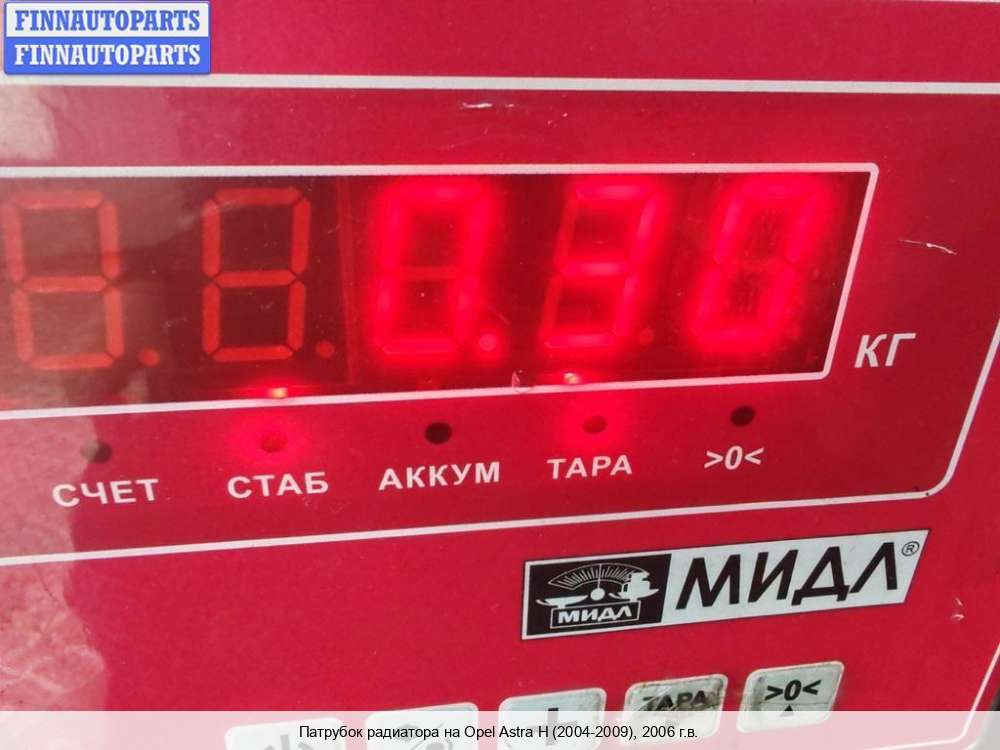 FINNAUTOPARTS
FINNAUTOPARTS
0.30
КГ
СЧЕТ СТАБ АККУМ ТАРА >0<
МИДЛ МИДЛ®
ТАРА >0<
Патрубок радиатора на Opel Astra H (2004-2009), 2006 г.в.